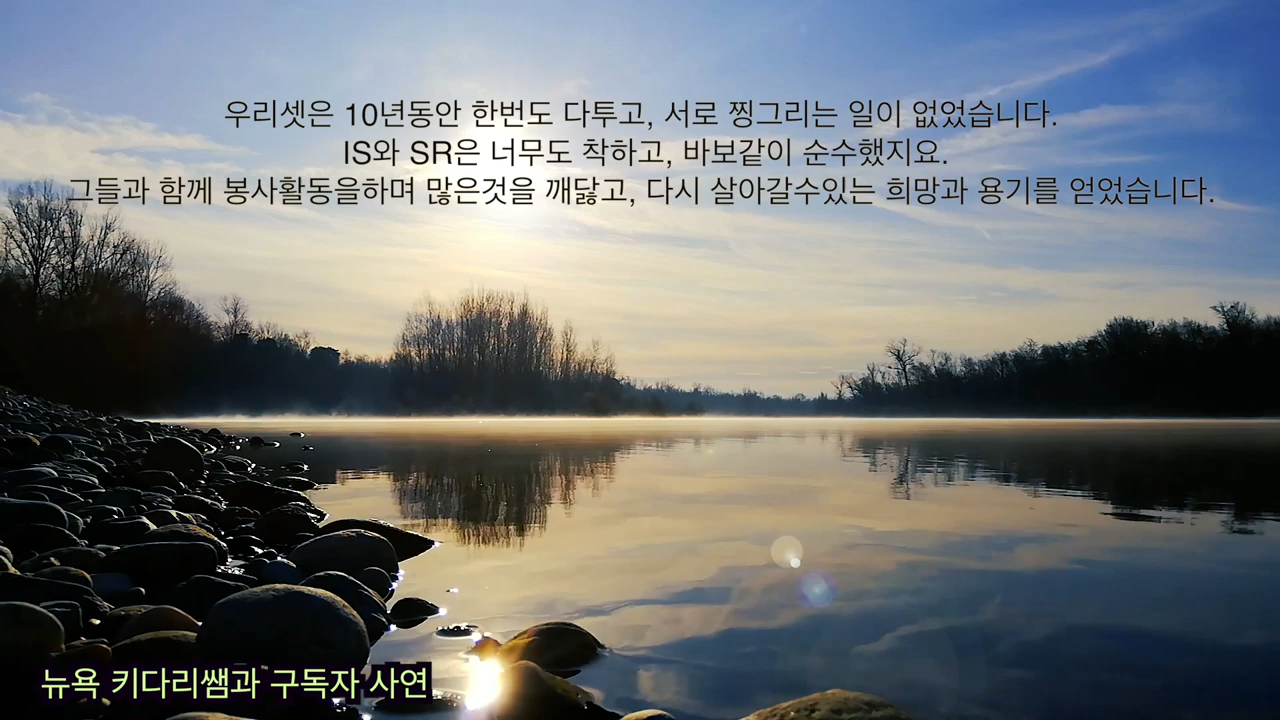 우리셋은 10년동안 한번도 다투고, 서로 찡그리는 일이 없었습니다.
IS와 SR은 너무도 착하고, 바보같이 순수했지요.
그들과 함께 봉사활동을하며 많은것을 깨닳고, 다시 살아갈수있는 희망과 용기를 얻었습니다.
뉴욕 키다리쌤과 구독자 사연